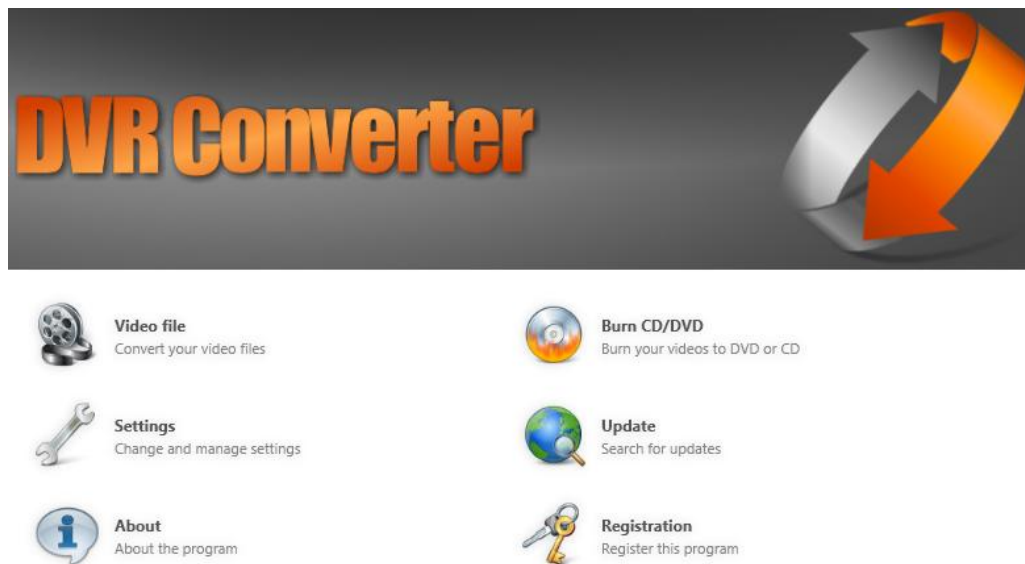 DVR Converter
Video file
Convert your video files
Burn CD/DVD
Burn your videos to DVD or CD
Settings
Change and manage settings
Update
Search for updates
About
About the program
Registration
Register this program